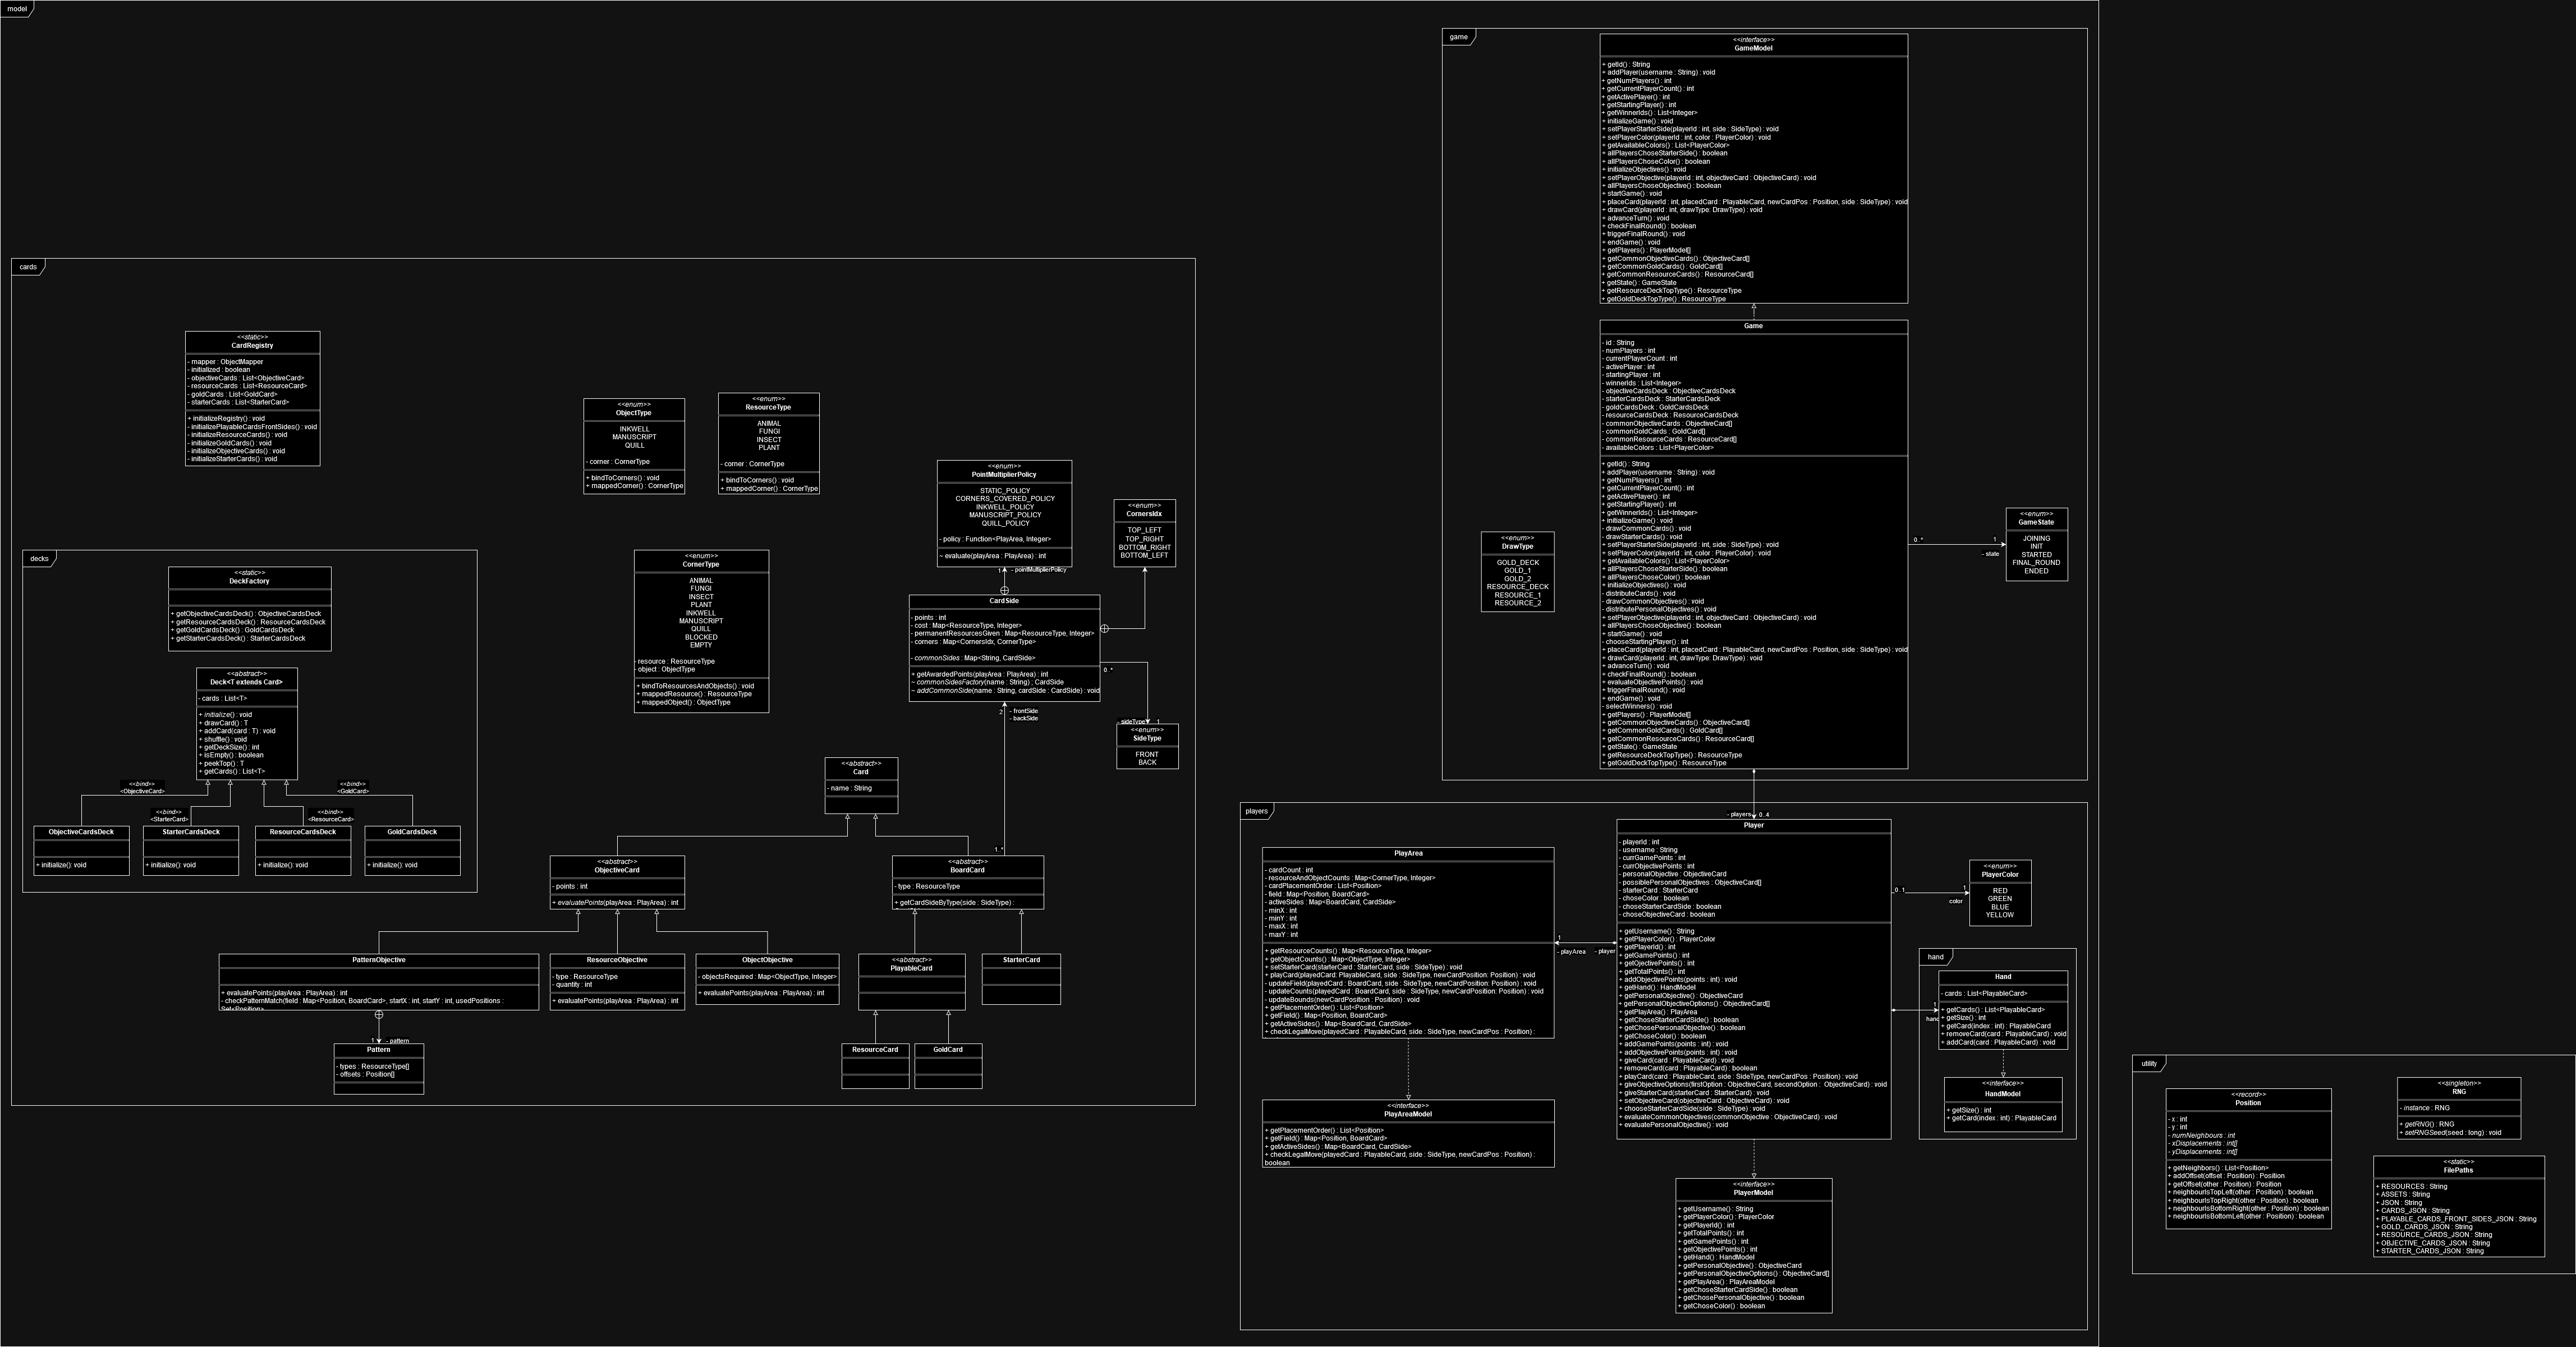 model
game
<<interface>>
GameModel
+ getId() : String
+ addPlayer(username : String) : void
+ getNumPlayers() : int
+ getCurrentPlayerCount() : int
+ getActivePlayer() : int
+ getStartingPlayer() : int
+ getWinnerIds() : List<Integer>
+ initializeGame() : void
+ setPlayerStarterSide(playerId : int, side : SideType) : void
+ setPlayerColor(playerId : int, color : PlayerColor) : void
+ getAvailableColors() : List<PlayerColor>
+ allPlayersChoseStarterSide() : boolean
+ allPlayersChoseColor() : boolean
+ initializeObjectives() : void
+ setPlayerObjective(playerId : int, objectiveCard : ObjectiveCard) : void
+ allPlayersChoseObjective() : boolean
+ startGame() : void
+ placeCard(playerId : int, placedCard : PlayableCard, newCardPos : Position, side : SideType) : void
+ drawCard(playerId : int, drawType: DrawType) : void
+ advanceTurn() : void
+ checkFinalRound() : boolean
+ triggerFinalRound() : void
+ endGame() : void
+ getPlayers() : PlayerModel[]
+ getCommonObjectiveCards() : ObjectiveCard[]
+ getCommonGoldCards() : GoldCard[]
+ getCommonResourceCards() : ResourceCard[]
+ getState() : GameState
+ getResourceDeckTopType() : ResourceType
+ getGoldDeckTopType() : ResourceType
Game
- id : String
- numPlayers : int
- currentPlayerCount : int
- activePlayer : int
- startingPlayer : int
- winnerIds : List<Integer>
- objectiveCardsDeck : ObjectiveCardsDeck
- starterCardsDeck : StarterCardsDeck
- goldCardsDeck : GoldCardsDeck
- resourceCardsDeck : ResourceCardsDeck
- commonObjectiveCards : ObjectiveCard[]
- commonGoldCards : GoldCard[]
- commonResourceCards : ResourceCard[]
- availableColors : List<PlayerColor>
+ getId() : String
+ addPlayer(username : String) : void
+ getNumPlayers() : int
+ getCurrentPlayerCount() : int
+ getActivePlayer() : int
+ getStartingPlayer() : int
+ getWinnerIds() : List<Integer>
+ initializeGame() : void
- drawCommonCards() : void
- drawStarterCards() : void
+ setPlayerStarterSide(playerId : int, side : SideType) : void
+ setPlayerColor(playerId : int, color : PlayerColor) : void
+ getAvailableColors() : List<PlayerColor>
+ allPlayersChoseStarterSide() : boolean
+ allPlayersChoseColor() : boolean
+ initializeObjectives() : void
- distributeCards() : void
- drawCommonObjectives() : void
- distributePersonalObjectives() : void
+ setPlayerObjective(playerId : int, objectiveCard : ObjectiveCard) : void
+ allPlayersChoseObjective() : boolean
+ startGame() : void
- chooseStartingPlayer() : int
+ placeCard(playerId : int, placedCard : PlayableCard, newCardPos : Position, side : SideType) : void
+ drawCard(playerId : int, drawType: DrawType) : void
+ advanceTurn() : void
+ checkFinalRound() : boolean
+ evaluateObjectivePoints() : void
+ triggerFinalRound() : void
+ endGame() : void
- selectWinners() : void
+ getPlayers() : PlayerModel[]
+ getCommonObjectiveCards() : ObjectiveCard[]
+ getCommonGoldCards() : GoldCard[]
+ getCommonResourceCards() : ResourceCard[]
+ getState() : GameState
+ getResourceDeckTopType() : ResourceType
+ getGoldDeckTopType() : ResourceType
<<enum>>
DrawType
GOLD_DECK
GOLD_1
GOLD_2
RESOURCE_DECK
RESOURCE_1
RESOURCE_2
0..*
1
- state
<<enum>>
GameState
JOINING
INIT
STARTED
FINAL_ROUND
ENDED
cards
<<static>>
CardRegistry
- mapper : ObjectMapper
- initialized : boolean
- objectiveCards : List<ObjectiveCard>
- resourceCards : List<ResourceCard>
- goldCards : List<GoldCard>
- starterCards : List<StarterCard>
+ initializeRegistry() : void
- initializePlayableCardsFrontSides() : void
- initializeResourceCards() : void
- initializeGoldCards() : void
- initializeObjectiveCards() : void
- initializeStarterCards() : void
<<enum>>
ObjectType
INKWELL
MANUSCRIPT
QUILL
- corner : CornerType
+ bindToCorners() : void
+ mappedCorner() : CornerType
<<enum>>
ResourceType
ANIMAL
FUNGI
INSECT
PLANT
- corner : CornerType
+ bindToCorners() : void
+ mappedCorner() : CornerType
<<enum>>
PointMultiplierPolicy
STATIC_POLICY
CORNERS_COVERED_POLICY
INKWELL_POLICY
MANUSCRIPT_POLICY
QUILL_POLICY
- policy : Function<PlayArea, Integer>
~ evaluate(playArea : PlayArea) : int
1
- pointMultiplierPolicy
<<enum>>
CornersIdx
TOP_LEFT
TOP_RIGHT
BOTTOM_RIGHT
BOTTOM_LEFT
<<enum>>
CornerType
ANIMAL
FUNGI
INSECT
PLANT
INKWELL
MANUSCRIPT
QUILL
BLOCKED
EMPTY
- resource : ResourceType
- object : ObjectType
+ bindToResourcesAndObjects() : void
+ mappedResource() : ResourceType
+ mappedObject() : ObjectType
CardSide
- points : int
- cost : Map<ResourceType, Integer>
- permanentResourcesGiven : Map<ResourceType, Integer>
- corners : Map<CornersIdx, CornerType>
- commonSides : Map<String, CardSide>
+ getAwardedPoints(playArea : PlayArea) : int
~ commonSidesFactory(name : String) ; CardSide
~ addCommonSide(name : String, cardSide : CardSide) : void
0..*
- sideType
1
<<enum>>
SideType
FRONT
BACK
2
- frontSide
- backSide
1..*
decks
<<static>>
DeckFactory
+ getObjectiveCardsDeck() : ObjectiveCardsDeck
+ getResourceCardsDeck() : ResourceCardsDeck
+ getGoldCardsDeck() : GoldCardsDeck
+ getStarterCardsDeck() : StarterCardsDeck
<<abstract>>
Deck<T extends Card>
- cards : List<T>
+ initialize() : void
+ drawCard() : T
+ addCard(card : T) : void
+ shuffle() : void
+ getDeckSize() : int
+ isEmpty() : boolean
+ peekTop() : T
+ getCards() : List<T>
<<bind>>
<ObjectiveCard>
<<bind>>
<StarterCard>
<<bind>>
<ResourceCard>
<<bind>>
<GoldCard>
ObjectiveCardsDeck
+ initialize(): void
StarterCardsDeck
+ initialize(): void
ResourceCardsDeck
+ initialize(): void
GoldCardsDeck
+ initialize(): void
<<abstract>>
Card
- name : String
<<abstract>>
ObjectiveCard
- points : int
+ evaluatePoints(playArea : PlayArea) : int
<<abstract>>
BoardCard
- type : ResourceType
+ getCardSideByType(side : SideType) :
PatternObjective
+ evaluatePoints(playArea : PlayArea) : int
- checkPatternMatch(field : Map<Position, BoardCard>, startX : int, startY : int, usedPositions :
Set<Position>
1
- pattern
Pattern
- types : ResourceType[]
- offsets : Position[]
ResourceObjective
- type : ResourceType
- quantity : int
+ evaluatePoints(playArea : PlayArea) : int
ObjectObjective
- objectsRequired : Map<ObjectType, Integer>
+ evaluatePoints(playArea : PlayArea) : int
<<abstract>>
PlayableCard
StarterCard
ResourceCard
GoldCard
players
- players
0..4
PlayArea
- cardCount : int
- resourceAndObjectCounts : Map<CornerType, Integer>
- cardPlacementOrder : List<Position>
- field : Map<Position, BoardCard>
- activeSides : Map<BoardCard, CardSide>
- minX : int
- minY : int
- maxX : int
- maxY : int
+ getResourceCounts() : Map<ResourceType, Integer>
+ getObjectCounts() : Map<ObjectType, Integer>
+ setStarterCard(starterCard : StarterCard, side : SideType) : void
+ playCard(playedCard: PlayableCard, side : SideType, newCardPosition: Position) : void
- updateField(playedCard : BoardCard, side : SideType, newCardPosition: Position) : void
- updateCounts(playedCard : BoardCard, side : SideType, newCardPosition: Position) : void
- updateBounds(newCardPosition : Position) : void
+ getPlacementOrder() : List<Position>
+ getField() : Map<Position, BoardCard>
+ getActiveSides() : Map<BoardCard, CardSide>
+ checkLegalMove(playedCard : PlayableCard, side : SideType, newCardPos : Position) :
1
- playArea
- player
<<interface>>
PlayAreaModel
+ getPlacementOrder() : List<Position>
+ getField() : Map<Position, BoardCard>
+ getActiveSides() : Map<BoardCard, CardSide>
+ checkLegalMove(playedCard : PlayableCard, side : SideType, newCardPos : Position) :
boolean
Player
- playerId : int
- username : String
- currGamePoints : int
- currObjectivePoints : int
- personalObjective : ObjectiveCard
- possiblePersonalObjectives : ObjectiveCard[]
- starterCard : StarterCard
- choseColor : boolean
- choseStarterCardSide : boolean
- choseObjectiveCard : boolean
+ getUsername() : String
+ getPlayerColor() : PlayerColor
+ getPlayerId() : int
+ getGamePoints() : int
+ getOjectivePoints() : int
+ getTotalPoints() : int
+ addObjectivePoints(points : int) : void
+ getHand() : HandModel
+ getPersonalObjective() : ObjectiveCard
+ getPersonalObjectiveOptions() : ObjectiveCard[]
+ getPlayArea() : PlayArea
+ getChoseStarterCardSide() : boolean
+ getChosePersonalObjective() : boolean
+ getChoseColor() : boolean
+ addGamePoints(points : int) : void
+ addObjectivePoints(points : int) : void
+ giveCard(card : PlayableCard) : void
+ removeCard(card : PlayableCard) : boolean
+ playCard(card : PlayableCard, side : SideType, newCardPos : Position) : void
+ giveObjectiveOptions(firstOption : ObjectiveCard, secondOption : ObjectiveCard) : void
+ giveStarterCard(starterCard : StarterCard) : void
+ setObjectiveCard(objectiveCard : ObjectiveCard) : void
+ chooseStarterCardSide(side : SideType) : void
+ evaluateCommonObjectives(commonObjective : ObjectiveCard) : void
+ evaluatePersonalObjective() : void
0..1
1
color
<<enum>>
PlayerColor
RED
GREEN
BLUE
YELLOW
hand
1
hand
Hand
- cards : List<PlayableCard>
+ getCards() : List<PlayableCard>
+ getSize() : int
+ getCard(index : int) : PlayableCard
+ removeCard(card : PlayableCard) : void
+ addCard(card : PlayableCard) : void
<<interface>>
HandModel
+ getSize() : int
+ getCard(index : int) : PlayableCard
<<interface>>
PlayerModel
+ getUsername() : String
+ getPlayerColor() : PlayerColor
+ getPlayerId() : int
+ getTotalPoints() : int
+ getGamePoints() : int
+ getObjectivePoints() : int
+ getHand() : HandModel
+ getPersonalObjective() : ObjectiveCard
+ getPersonalObjectiveOptions() : ObjectiveCard[]
+ getPlayArea() : PlayAreaModel
+ getChoseStarterCardSide() : boolean
+ getChosePersonalObjective() : boolean
+ getChoseColor() : boolean
utility
<<record>>
Position
- x : int
- y : int
- numNeighbours : int
- xDisplacements : int[]
- yDisplacements : int[]
+ getNeighbors() : List<Position>
+ addOffset(offset : Position) : Position
+ getOffset(other : Position) : Position
+ neighbourIsTopLeft(other : Position) : boolean
+ neighbourIsTopRight(other : Position) : boolean
+ neighbourIsBottomRight(other : Position) : boolean
+ neighbourIsBottomLeft(other : Position) : boolean
<<singleton>>
RNG
- instance : RNG
+ getRNG() : RNG
+ setRNGSeed(seed : long) : void
<<static>>
FilePaths
+ RESOURCES : String
+ ASSETS : String
+ JSON : String
+ CARDS_JSON : String
+ PLAYABLE_CARDS_FRONT_SIDES_JSON : String
+ GOLD_CARDS_JSON : String
+ RESOURCE_CARDS_JSON : String
+ OBJECTIVE_CARDS_JSON : String
+ STARTER_CARDS_JSON : String